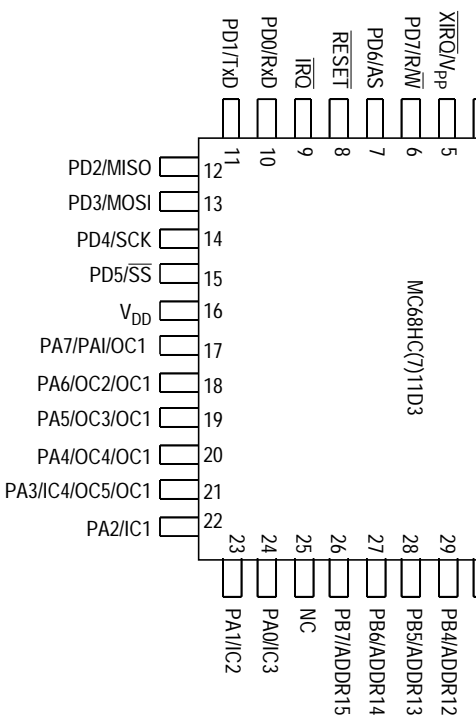 PD1/TxD
PD0/RxD
IRQ
RESET
PD6/AS
PD7/R/W
XIRQ/VPP
11
10
9
8
7
6
5
PD2/MISO 12
PD3/MOSI 13
PD4/SCK 14
PD5/SS 15
VDD 16
PA7/PAI/OC1 17
PA6/OC2/OC1 18
PA5/OC3/OC1 19
PA4/OC4/OC1 20
PA3/IC4/OC5/OC1 21
PA2/IC1 22
MC68HC(7)11D3
23
24
25
26
27
28
29
PA1/IC2
PA0/IC3
NC
PB7/ADDR15
PB6/ADDR14
PB5/ADDR13
PB4/ADDR12